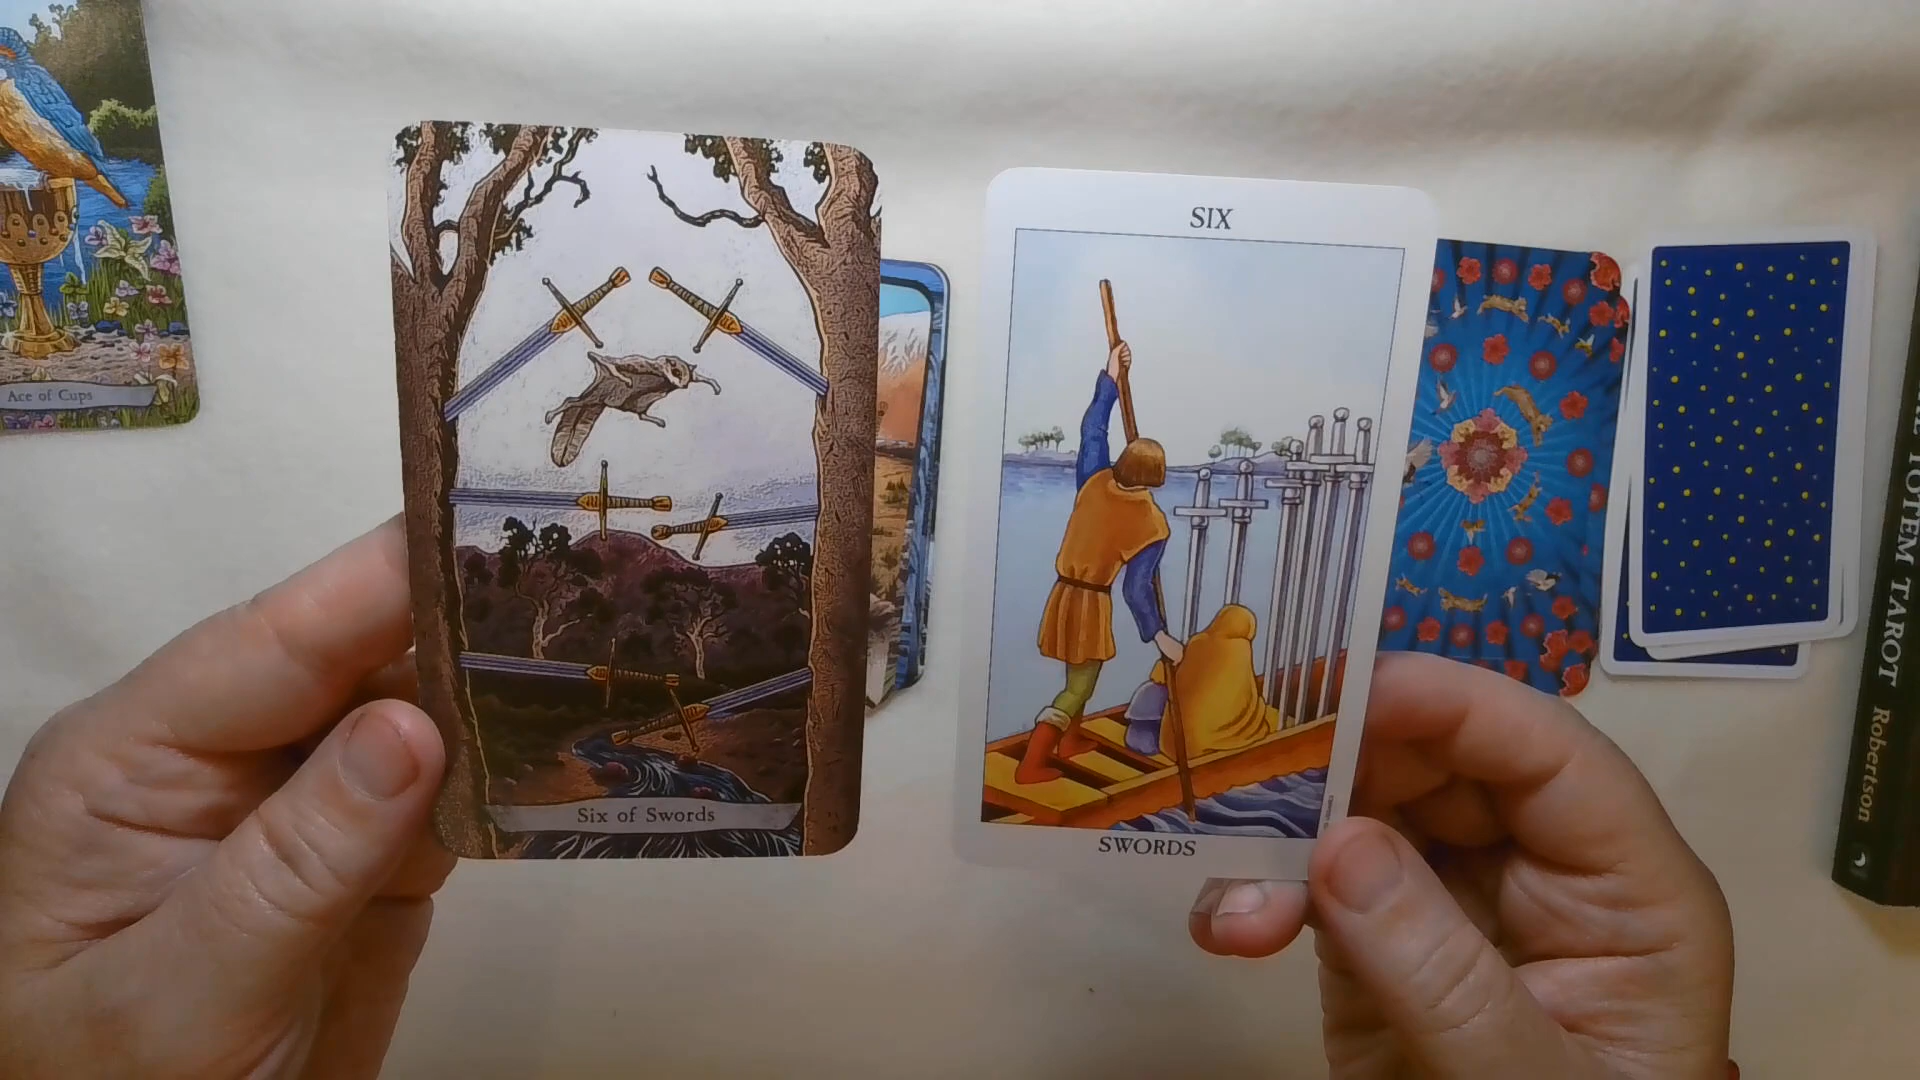 Ace of Cups
Six of Swords
SIX
SWORDS
TOTEM TAROT Robertson